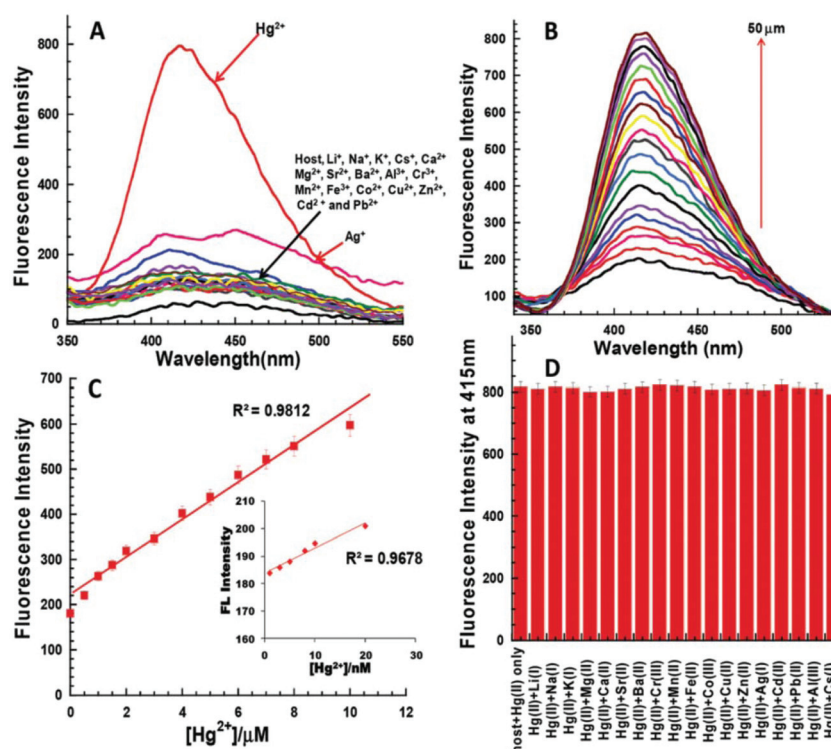 A
Hg²⁺
Host, Li⁺, Na⁺, K⁺, Cs⁺, Ca²⁺
Mg²⁺, Sr²⁺, Ba²⁺, Al³⁺, Cr³⁺
Mn²⁺, Fe³⁺, Co²⁺, Cu²⁺, Zn²⁺,
Cd²⁺ and Pb²⁺
Ag⁺
Fluorescence Intensity
800
600
400
200
0
350
400
450
500
550
Wavelength(nm)
B
50 μm
Fluorescence Intensity
800
700
600
500
400
300
200
100
350
400
450
500
Wavelength (nm)
C
R² = 0.9812
Fluorescence Intensity
700
600
500
400
300
200
100
0
0
2
4
6
8
10
[Hg²⁺]/μM
FL Intensity
210
200
190
180
170
160
0
10
20
30
[Hg²⁺]/nM
R² = 0.9678
D
Fluorescence Intensity at 415nm
800
600
400
200
0
host+Hg(II) only
Hg(II)+Li(I)
Hg(II)+Na(I)
Hg(II)+K(I)
Hg(II)+Mg(II)
Hg(II)+Ca(II)
Hg(II)+Sr(II)
Hg(II)+Ba(II)
Hg(II)+Cr(III)
Hg(II)+Mn(II)
Hg(II)+Fe(II)
Hg(II)+Co(III)
Hg(II)+Cu(II)
Hg(II)+Zn(II)
Hg(II)+Ag(I)
Hg(II)+Cd(II)
Hg(II)+Pb(II)
Hg(II)+Al(III)
Hg(II)+Cs(I)